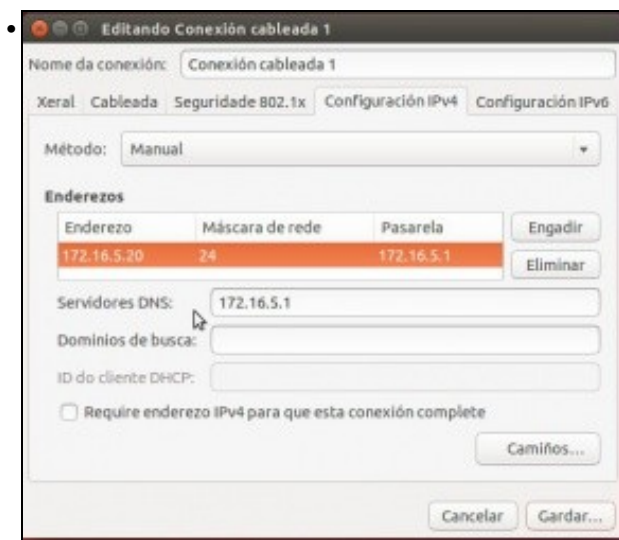 Editando Conexión cableada 1
Nome da conexión: Conexión cableada 1
Xeral Cableada Seguridade 802.1x Configuración IPv4 Configuración IPv6
Método: Manual
Enderezos
Enderezo Máscara de rede Pasarela Engadir
172.16.5.20 24 172.16.5.1
Eliminar
Servidores DNS: 172.16.5.1
Dominios de busca:
ID do cliente DHCP:
Require enderezo IPv4 para que esta conexión complete
Camiños...
Cancelar Gardar...